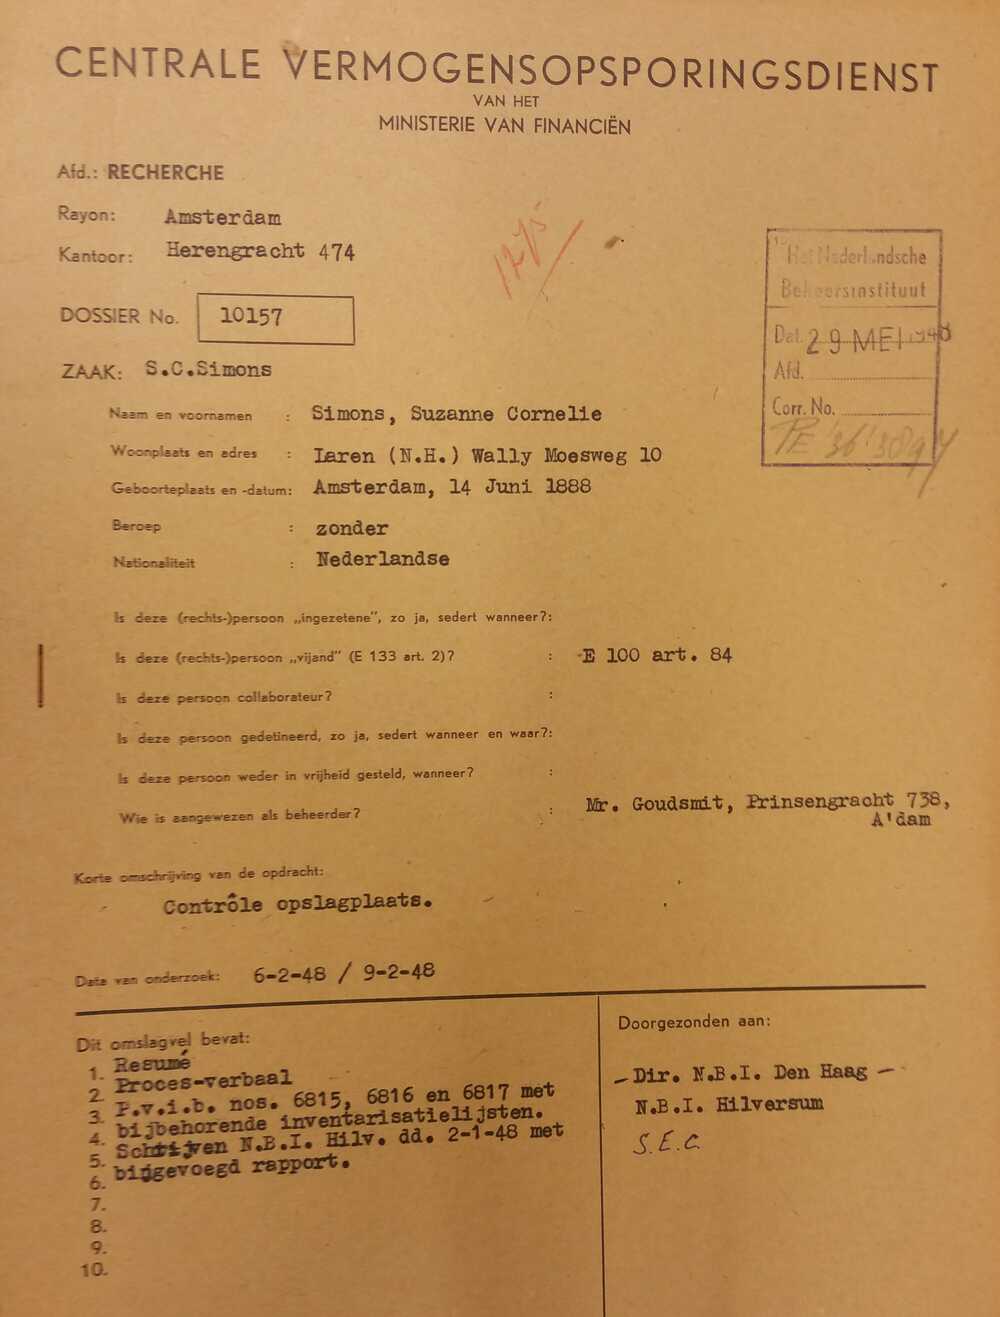 CENTRALE VERMOGENSOPSPORINGSDIENST
VAN HET
MINISTERIE VAN FINANCIËN
Afd.: RECHERCHE
Rayon: Amsterdam
Kantoor: Herengracht 474
DOSSIER No. 10157
ZAAK: S.C.Simons
Het Nederlandsche
Beheersinstituut
Dat. 29 MEI 1948
Afd.
Corr. No.
Naam en voornamen : Simons, Suzanne Cornelie
Woonplaats en adres : Laren (N.H.) Wally Moesweg 10
Geboorteplaats en -datum: Amsterdam, 14 Juni 1888
Beroep : zonder
Nationaliteit : Nederlandse
Is deze (rechts-)persoon „ingezetene", zo ja, sedert wanneer?:
Is deze (rechts-)persoon „vijand" (E 133 art. 2)? : E 100 art. 84
Is deze persoon collaborateur? :
Is deze persoon gedetineerd, zo ja, sedert wanneer en waar?:
Is deze persoon weder in vrijheid gesteld, wanneer? :
Wie is aangewezen als beheerder? : Mr. Goudsmit, Prinsengracht 738,
A'dam
Korte omschrijving van de opdracht:
Contrôle opslagplaats.
Data van onderzoek: 6-2-48 / 9-2-48
Dit omslagvel bevat:
1. Resumé
2. Proces-verbaal
3. P.v.i.b. nos. 6815, 6816 en 6817 met
4. bijbehorende inventarisatielijsten.
5. Schrijven N.B.I. Hilv. dd. 2-1-48 met
6. bijgevoegd rapport.
7.
8.
9.
10.
Doorgezonden aan:
- Dir. N.B.I. Den Haag -
N.B.I. Hilversum
S.E.C.